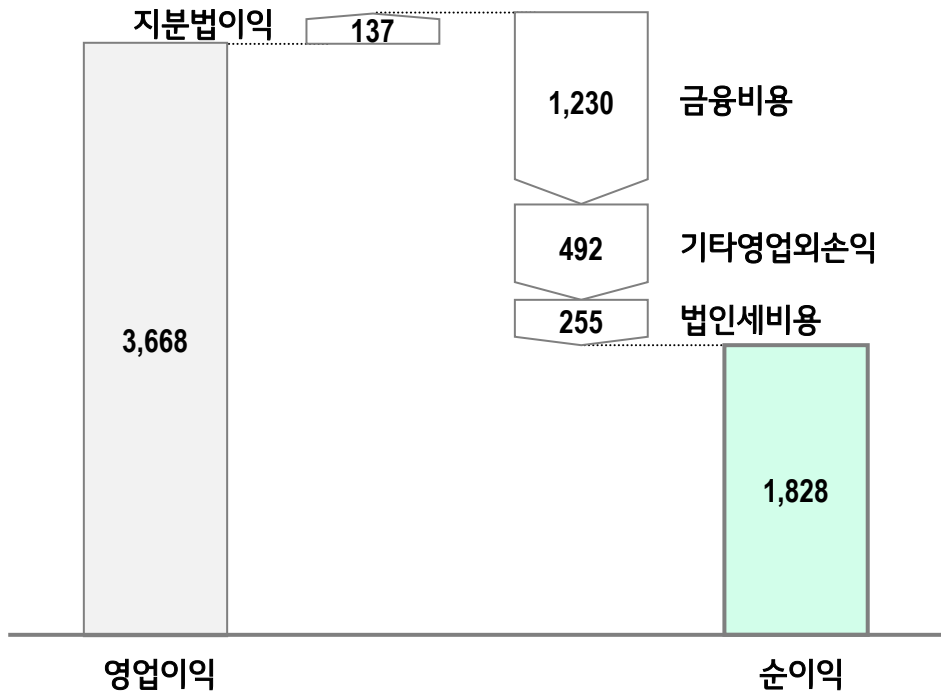 지분법이익
137
1,230
금융비용
492
기타영업외손익
255
법인세비용
3,668
1,828
영업이익
순이익